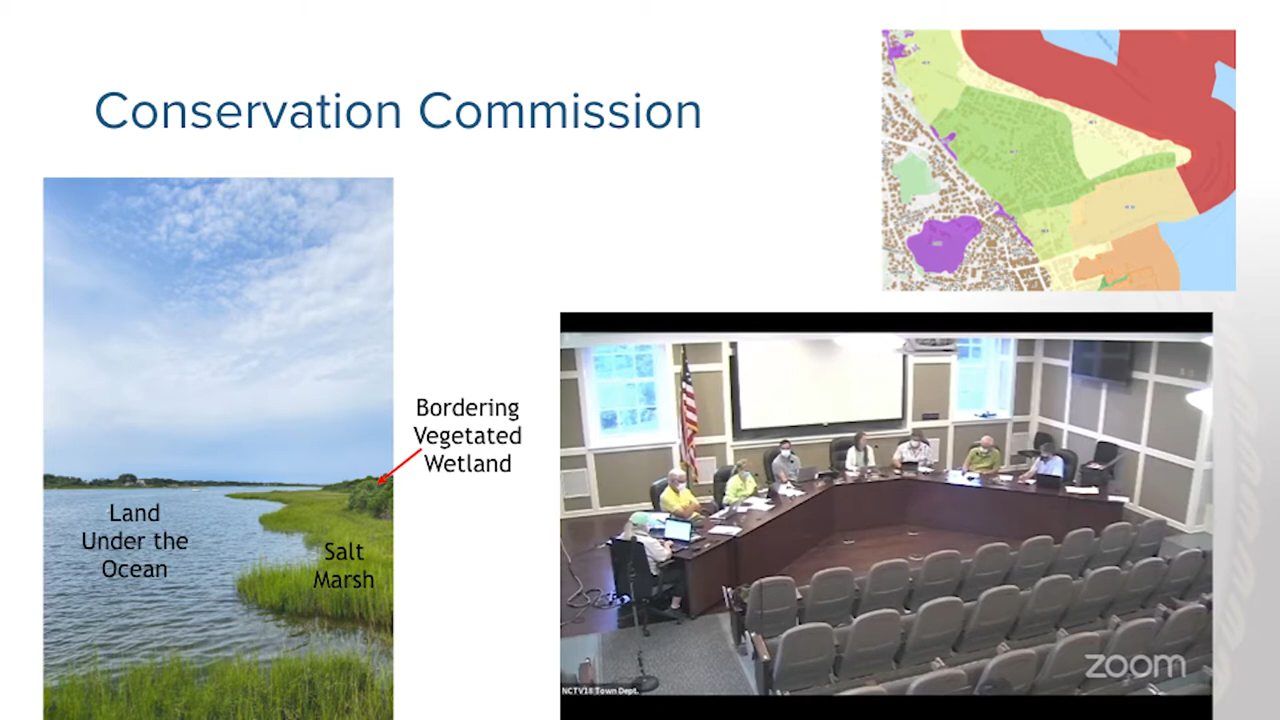 Conservation Commission
Bordering
Vegetated
Wetland
Land
Under the
Ocean
Salt
Marsh
zoom
NCTV18 Town Dept.